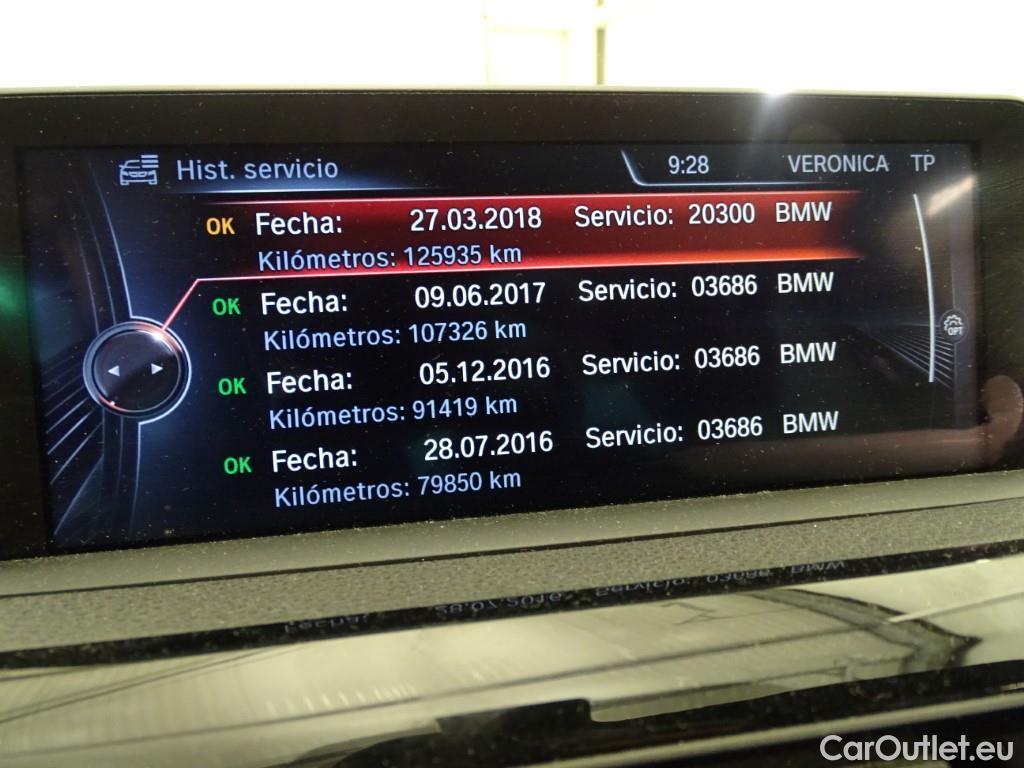 Hist. servicio 9:28 VERONICA TP
OK Fecha: 27.03.2018 Servicio: 20300 BMW
Kilómetros: 125935 km
OK Fecha: 09.06.2017 Servicio: 03686 BMW
Kilómetros: 107326 km
OPT
OK Fecha: 05.12.2016 Servicio: 03686 BMW
Kilómetros: 91419 km
OK Fecha: 28.07.2016 Servicio: 03686 BMW
Kilómetros: 79850 km
CarOutlet.eu